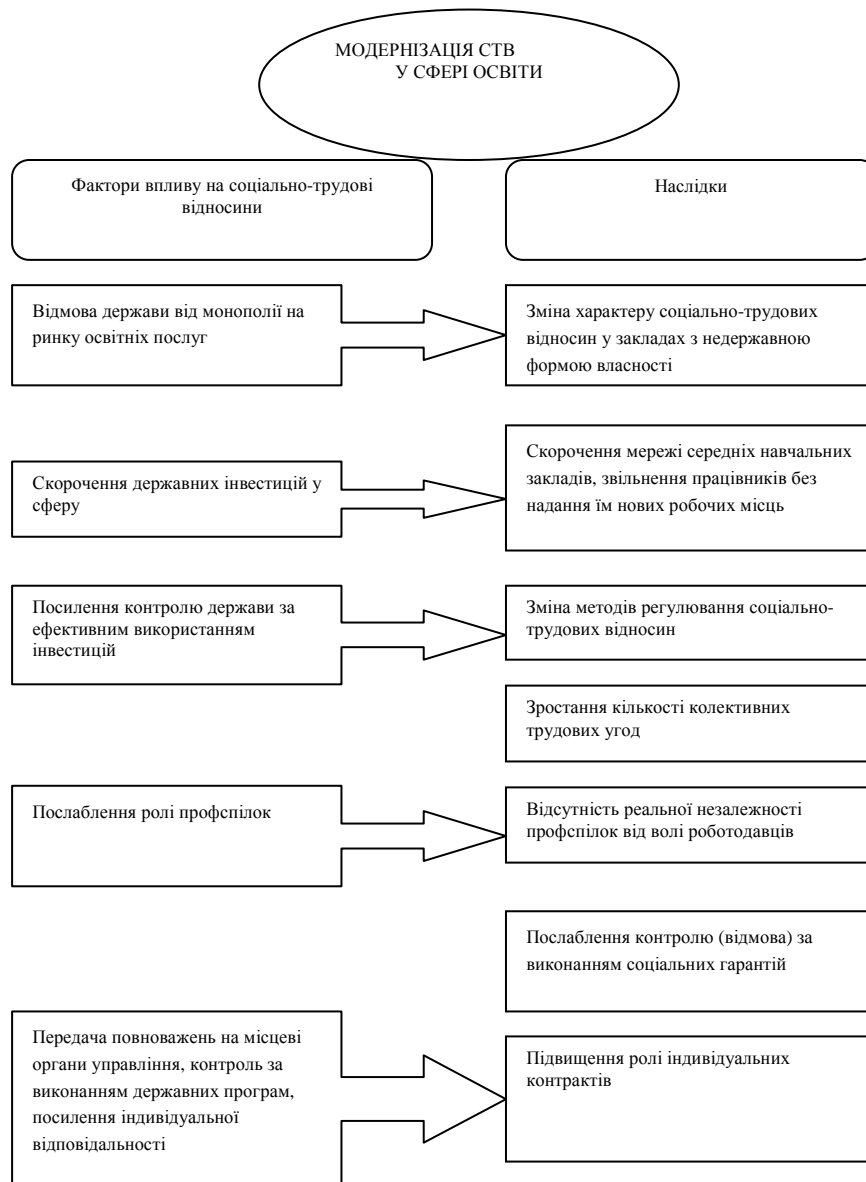 МОДЕРНІЗАЦІЯ СТВ
У СФЕРІ ОСВІТИ
Фактори впливу на соціально-трудові
відносини
Наслідки
Відмова держави від монополії на
ринку освітніх послуг
Зміна характеру соціально-трудових
відносин у закладах з недержавною
формою власності
Скорочення державних інвестицій у
сферу
Скорочення мережі середніх навчальних
закладів, звільнення працівників без
надання їм нових робочих місць
Посилення контролю держави за
ефективним використанням
інвестицій
Зміна методів регулювання соціально-
трудових відносин
Зростання кількості колективних
трудових угод
Послаблення ролі профспілок
Відсутність реальної незалежності
профспілок від волі роботодавців
Послаблення контролю (відмова) за
виконанням соціальних гарантій
Передача повноважень на місцеві
органи управління, контроль за
виконанням державних програм,
посилення індивідуальної
відповідальності
Підвищення ролі індивідуальних
контрактів